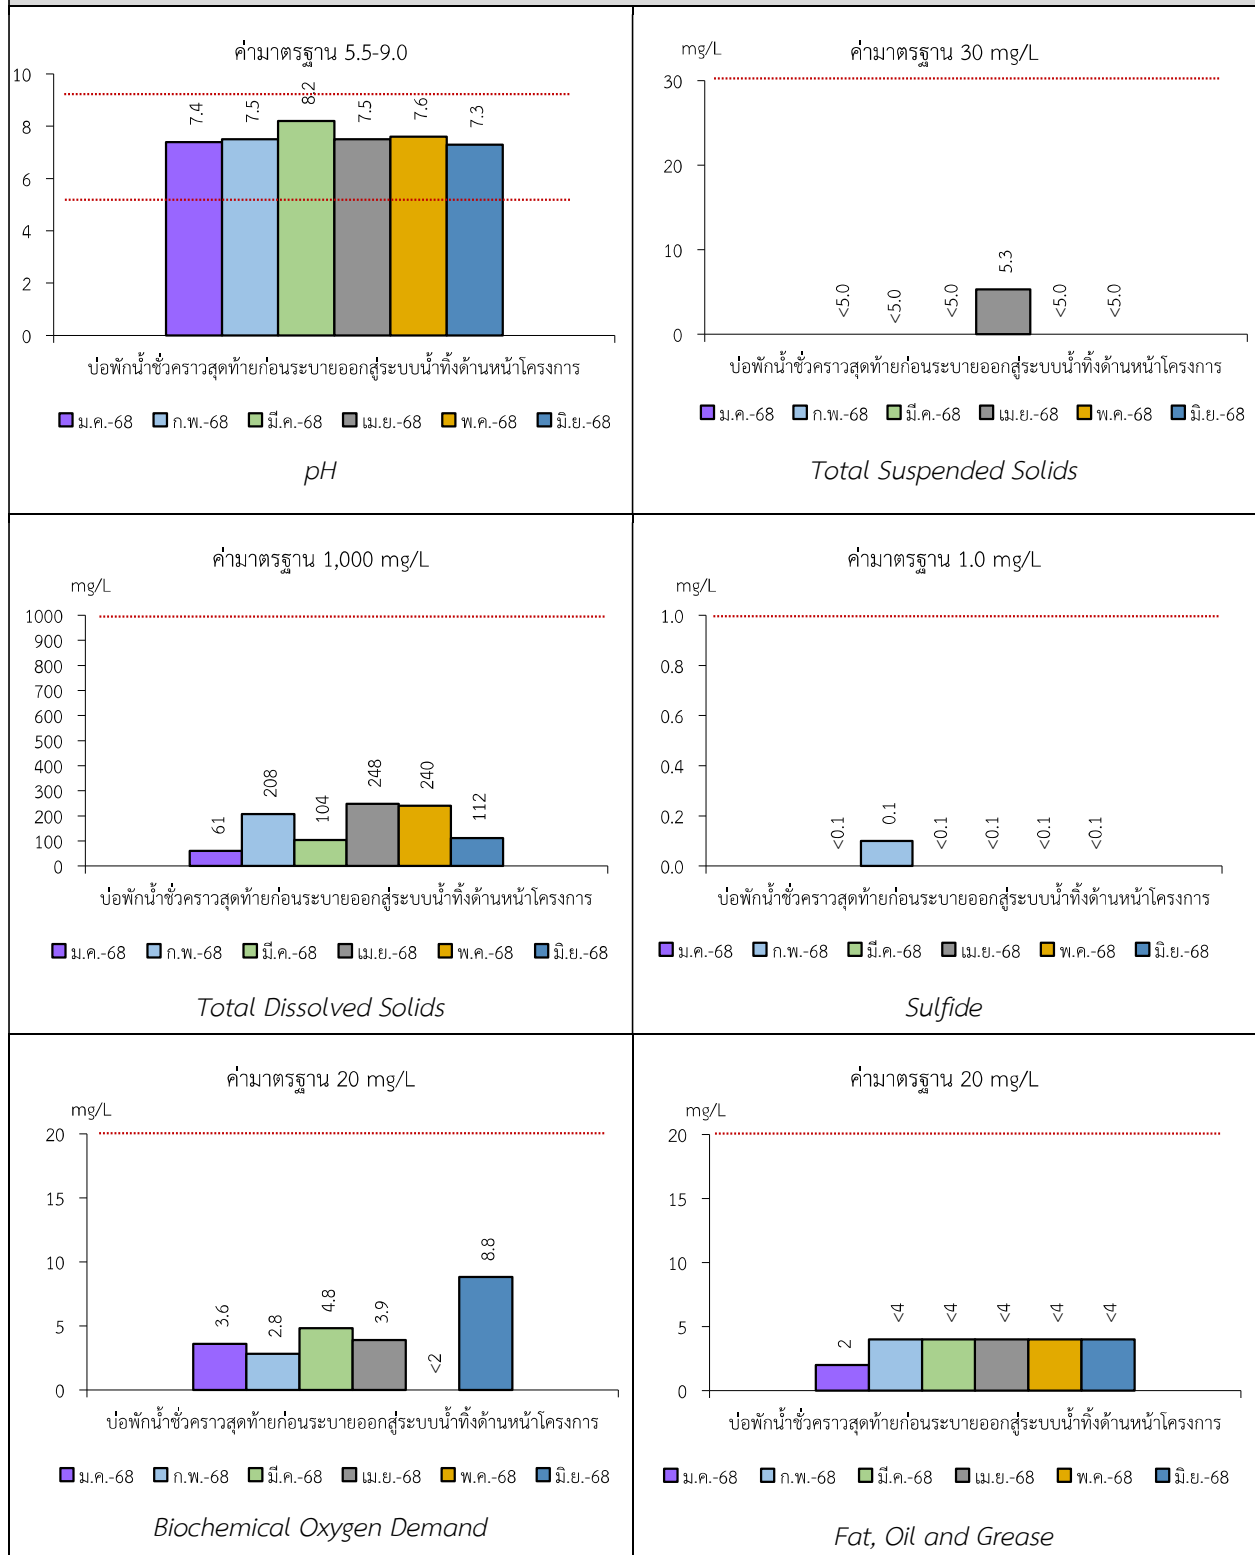 ค่ามาตรฐาน 5.5-9.0
10
8
6
4
2
0
7.4
7.5
8.2
7.5
7.6
7.3
บ่อพักน้ำชั่วคราวสุดท้ายก่อนระบายออกสู่ระบบน้ำทิ้งด้านหน้าโครงการ
ม.ค.-68 ก.พ.-68 มี.ค.-68 เม.ย.-68 พ.ค.-68 มิ.ย.-68
pH
mg/L
ค่ามาตรฐาน 30 mg/L
30
20
10
0
<5.0
<5.0
<5.0
5.3
<5.0
<5.0
บ่อพักน้ำชั่วคราวสุดท้ายก่อนระบายออกสู่ระบบน้ำทิ้งด้านหน้าโครงการ
ม.ค.-68 ก.พ.-68 มี.ค.-68 เม.ย.-68 พ.ค.-68 มิ.ย.-68
Total Suspended Solids
ค่ามาตรฐาน 1,000 mg/L
mg/L
1000
900
800
700
600
500
400
300
200
100
0
61
208
104
248
240
112
บ่อพักน้ำชั่วคราวสุดท้ายก่อนระบายออกสู่ระบบน้ำทิ้งด้านหน้าโครงการ
ม.ค.-68 ก.พ.-68 มี.ค.-68 เม.ย.-68 พ.ค.-68 มิ.ย.-68
Total Dissolved Solids
ค่ามาตรฐาน 1.0 mg/L
mg/L
1.0
0.8
0.6
0.4
0.2
0.0
<0.1
0.1
<0.1
<0.1
<0.1
<0.1
บ่อพักน้ำชั่วคราวสุดท้ายก่อนระบายออกสู่ระบบน้ำทิ้งด้านหน้าโครงการ
ม.ค.-68 ก.พ.-68 มี.ค.-68 เม.ย.-68 พ.ค.-68 มิ.ย.-68
Sulfide
ค่ามาตรฐาน 20 mg/L
mg/L
20
15
10
5
0
3.6
2.8
4.8
3.9
<2
8.8
บ่อพักน้ำชั่วคราวสุดท้ายก่อนระบายออกสู่ระบบน้ำทิ้งด้านหน้าโครงการ
ม.ค.-68 ก.พ.-68 มี.ค.-68 เม.ย.-68 พ.ค.-68 มิ.ย.-68
Biochemical Oxygen Demand
ค่ามาตรฐาน 20 mg/L
mg/L
20
15
10
5
0
2
<4
<4
<4
<4
<4
บ่อพักน้ำชั่วคราวสุดท้ายก่อนระบายออกสู่ระบบน้ำทิ้งด้านหน้าโครงการ
ม.ค.-68 ก.พ.-68 มี.ค.-68 เม.ย.-68 พ.ค.-68 มิ.ย.-68
Fat, Oil and Grease